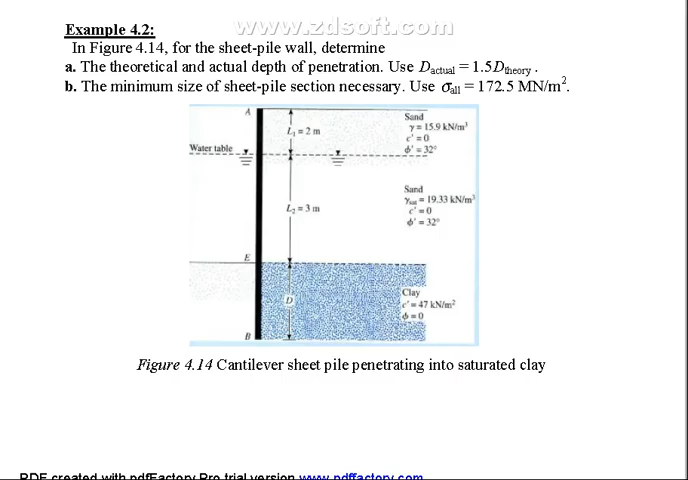 Example 4.2:
www.zdsoft.com
In Figure 4.14, for the sheet-pile wall, determine
a. The theoretical and actual depth of penetration. Use Dactual = 1.5Dtheory .
b. The minimum size of sheet-pile section necessary. Use σall = 172.5 MN/m².
A
Sand
γ = 15.9 kN/m³
c' = 0
φ' = 32°
L₁ = 2 m
Water table
Sand
γsat = 19.33 kN/m³
c' = 0
φ' = 32°
L₂ = 3 m
E
Clay
c' = 47 kN/m²
φ = 0
D
B
Figure 4.14 Cantilever sheet pile penetrating into saturated clay
PDF created with pdfFactory Pro trial version www.pdffactory.com